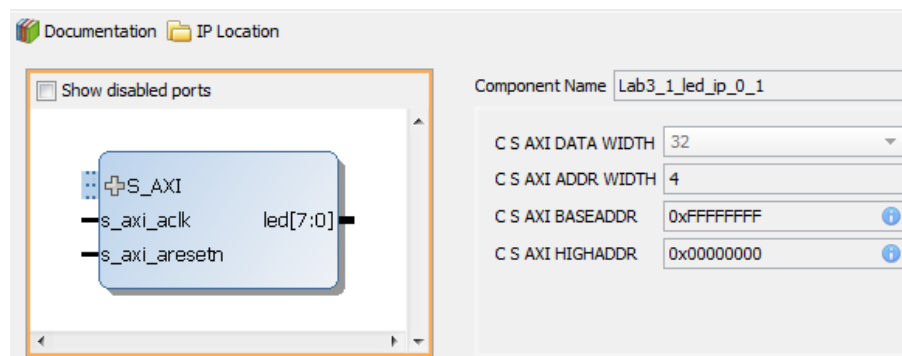 Documentation IP Location
Show disabled ports
S_AXI
s_axi_aclk led[7:0]
s_axi_aresetn
Component Name Lab3_1_led_ip_0_1
C S AXI DATA WIDTH 32
C S AXI ADDR WIDTH 4
C S AXI BASEADDR 0xFFFFFFFF
C S AXI HIGHADDR 0x00000000